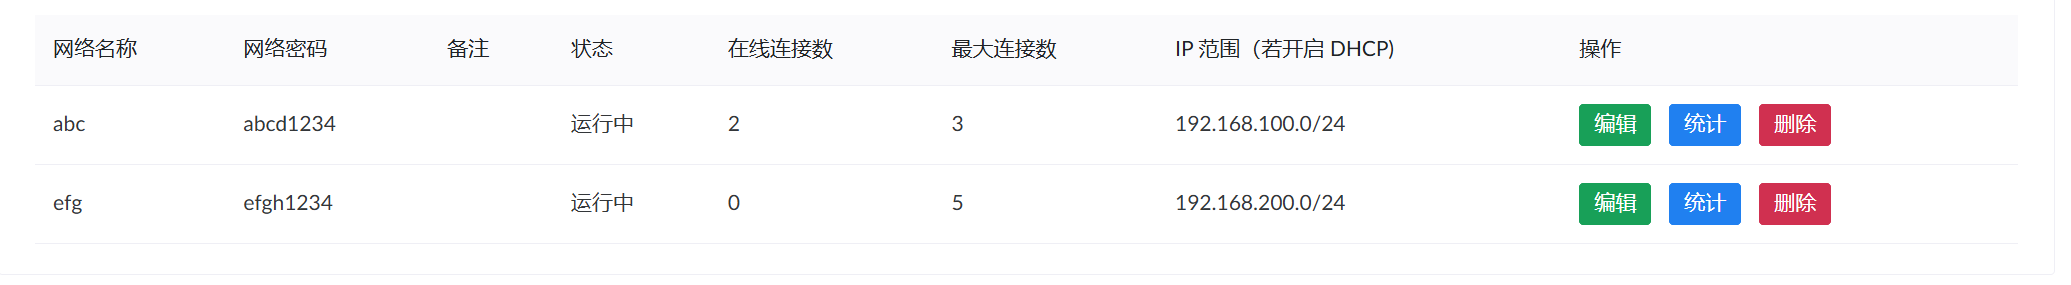 网络名称 网络密码 备注 状态 在线连接数 最大连接数 IP 范围（若开启 DHCP) 操作
abc abcd1234 运行中 2 3 192.168.100.0/24 编辑 统计 删除
efg efgh1234 运行中 0 5 192.168.200.0/24 编辑 统计 删除